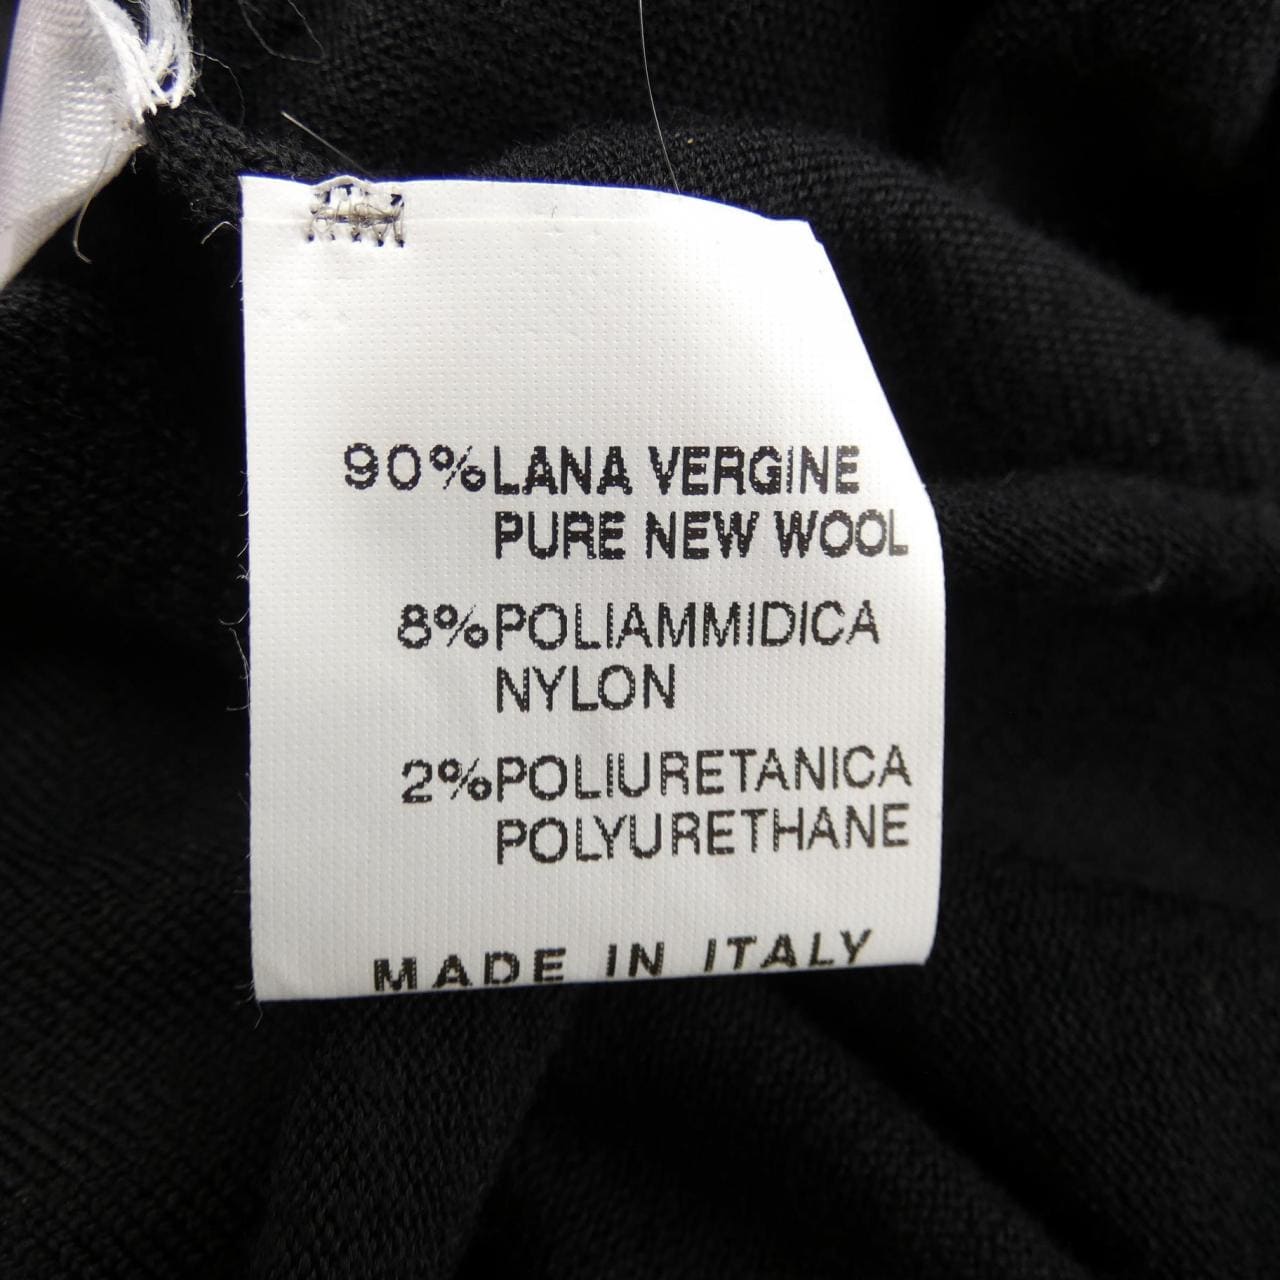 90% LANA VERGINE
PURE NEW WOOL
8% POLIAMMIDICA
NYLON
2% POLIURETANICA
POLYURETHANE
MADE IN ITALY